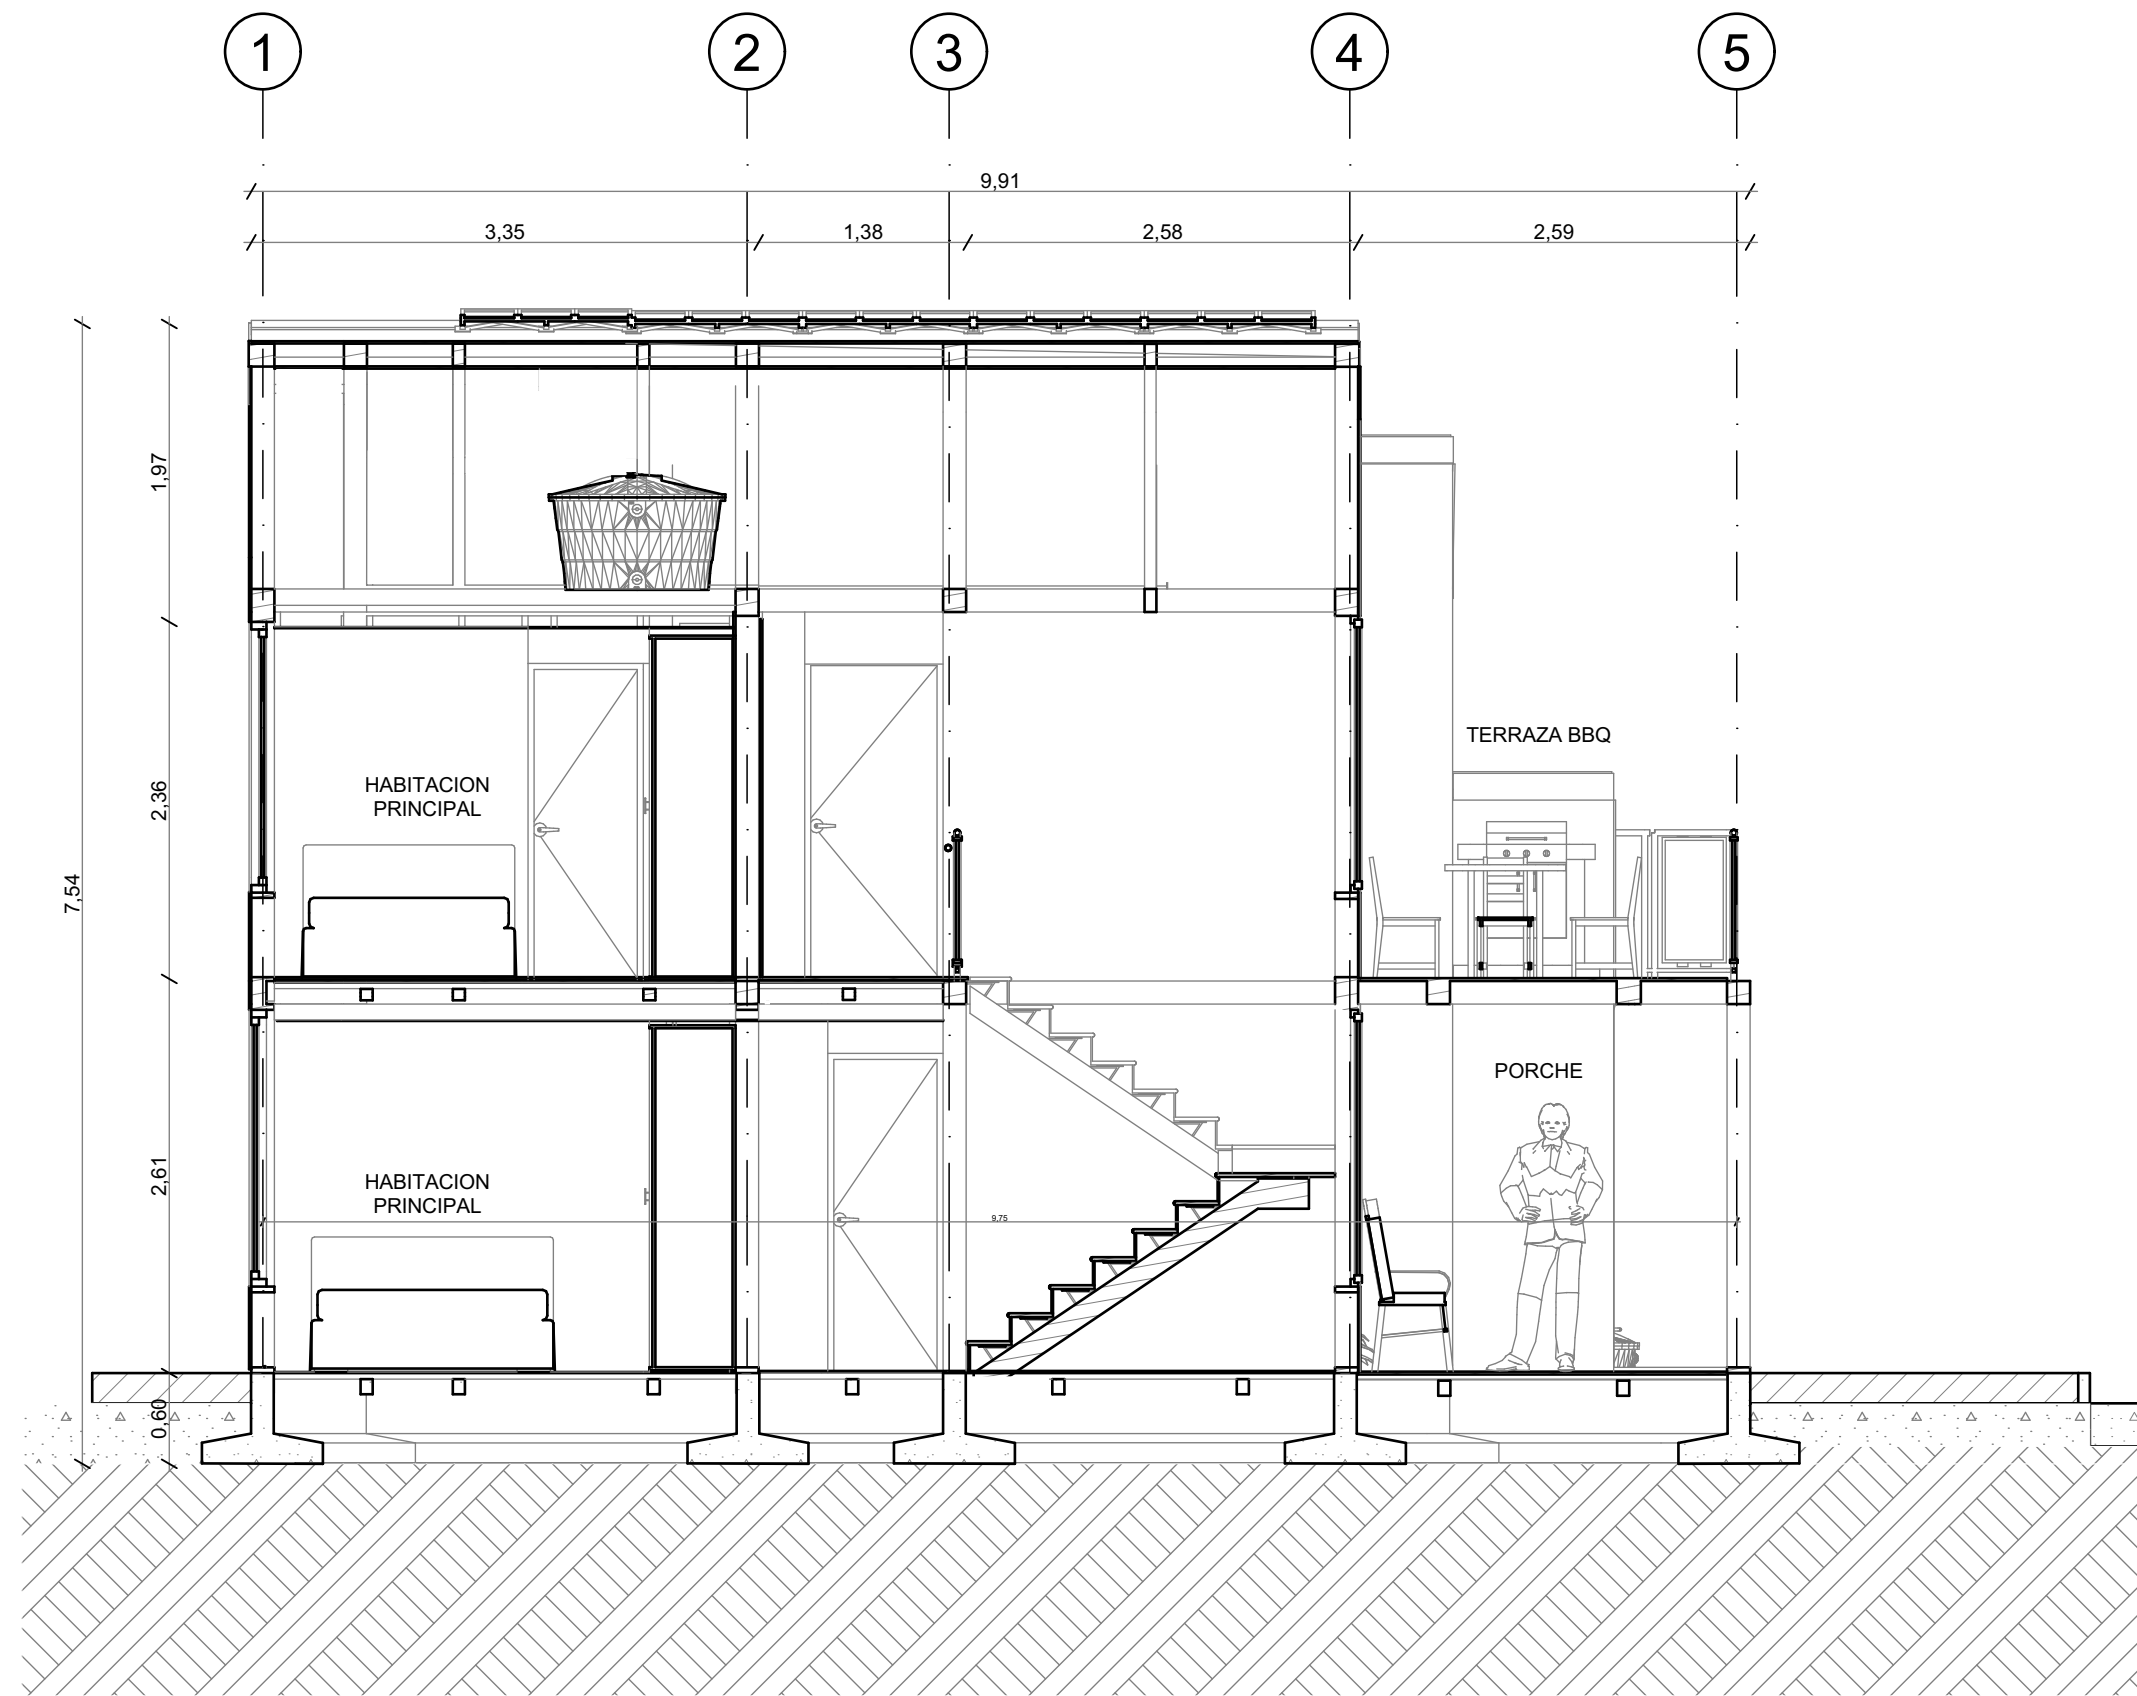 1 2 3 4 5
9,91
3,35 1,38 2,58 2,59
1,97
TERRAZA BBQ
HABITACION
PRINCIPAL
2,36
7,54
PORCHE
HABITACION
PRINCIPAL
2,61
9,75
0,60